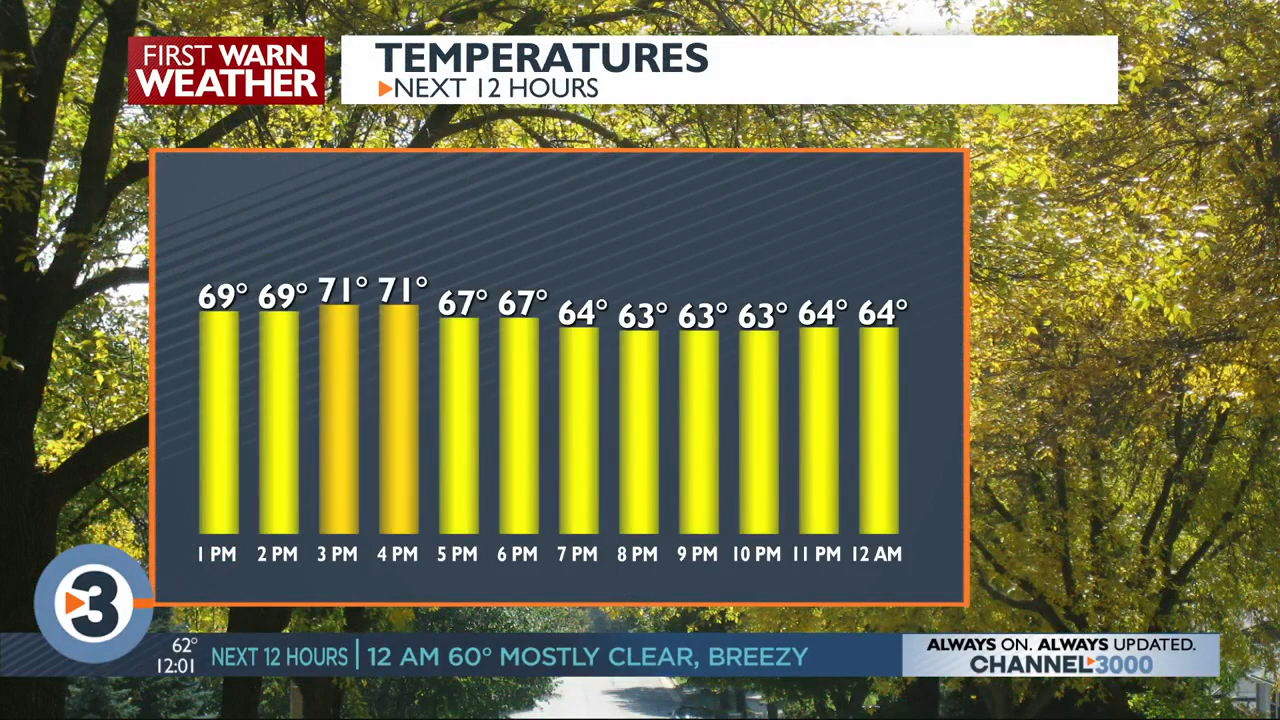 FIRST WARN
WEATHER
TEMPERATURES
NEXT 12 HOURS
69° 69° 71° 71° 67° 67° 64° 63° 63° 63° 64° 64°
1 PM 2 PM 3 PM 4 PM 5 PM 6 PM 7 PM 8 PM 9 PM 10 PM 11 PM 12 AM
3
62°
12:01
NEXT 12 HOURS | 12 AM 60° MOSTLY CLEAR, BREEZY
ALWAYS ON. ALWAYS UPDATED.
CHANNEL3000